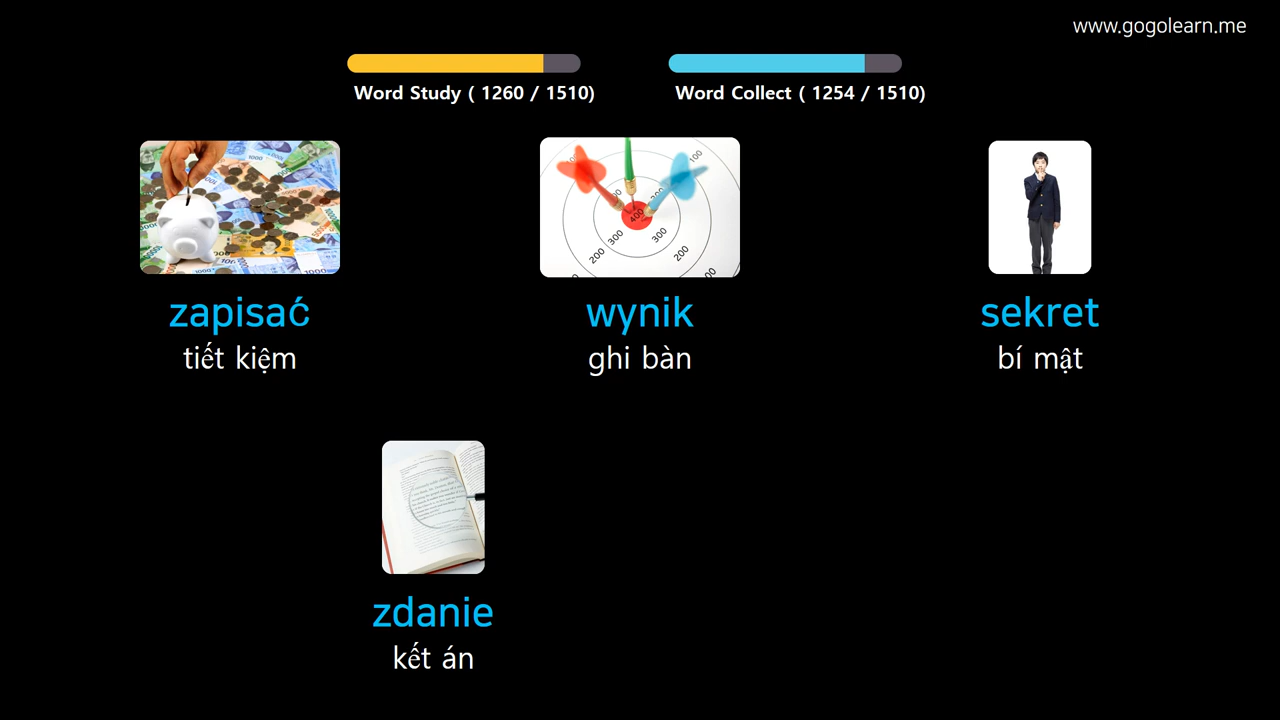 www.gogolearn.me
Word Study ( 1260 / 1510)
Word Collect ( 1254 / 1510)
zapisać
tiết kiệm
wynik
ghi bàn
sekret
bí mật
zdanie
kết án